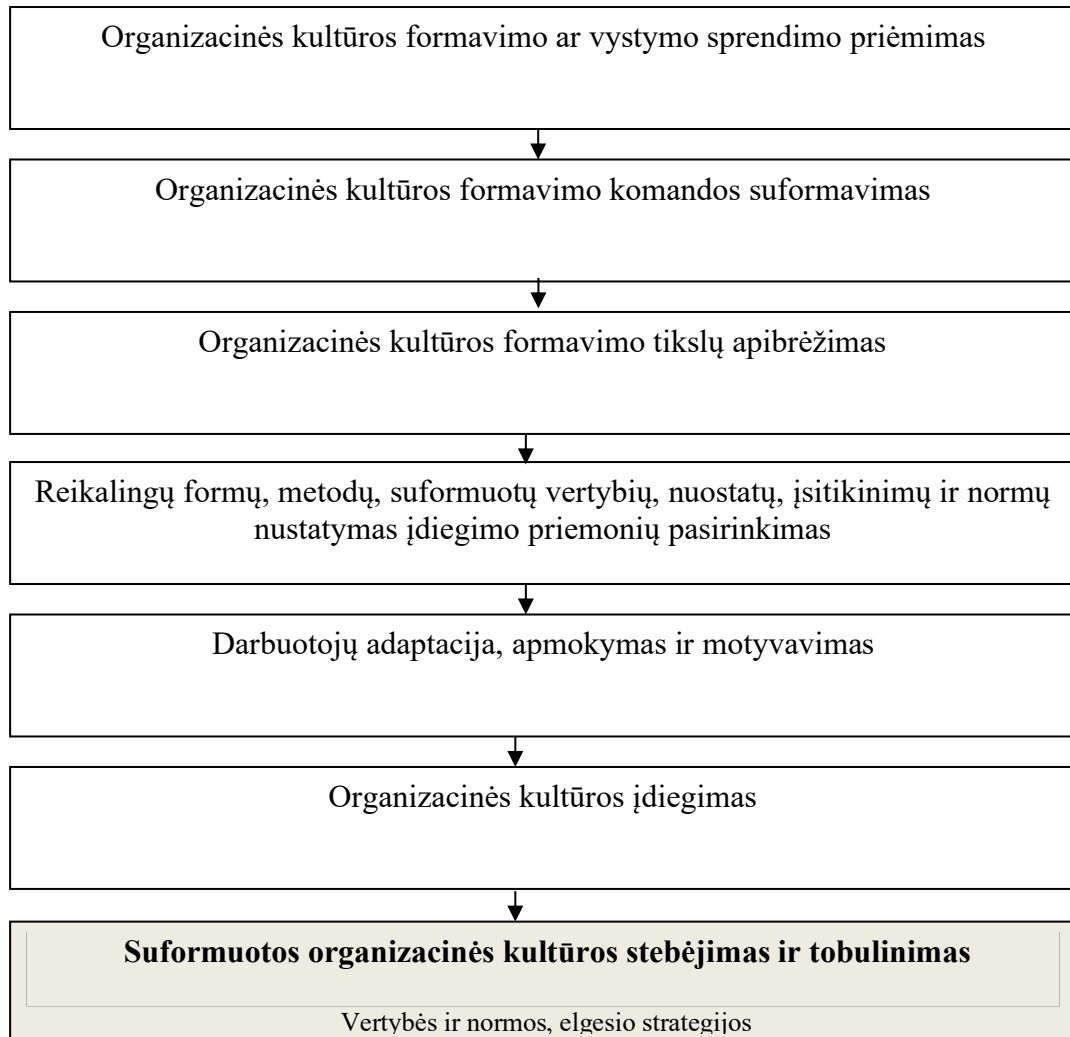 Organizacinės kultūros formavimo ar vystymo sprendimo priėmimas
Organizacinės kultūros formavimo komandos suformavimas
Organizacinės kultūros formavimo tikslų apibrėžimas
Reikalingų formų, metodų, suformuotų vertybių, nuostatų, įsitikinimų ir normų
nustatymas įdiegimo priemonių pasirinkimas
Darbuotojų adaptacija, apmokymas ir motyvavimas
Organizacinės kultūros įdiegimas
Suformuotos organizacinės kultūros stebėjimas ir tobulinimas
Vertybės ir normos, elgesio strategijos